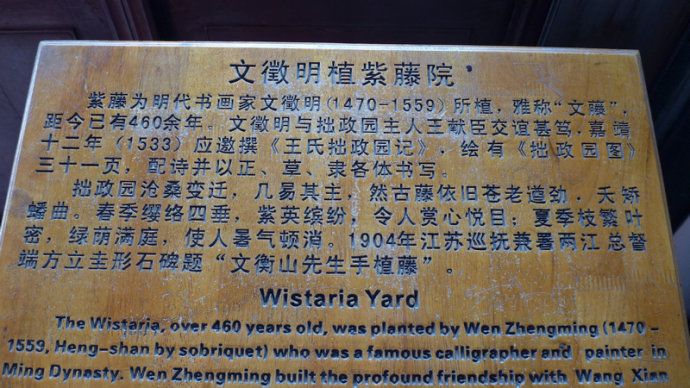 文徵明植紫藤院
紫藤为明代书画家文徵明(1470-1559)所植，雅称“文藤”，
距今已有460余年。文徵明与拙政园主人王献臣交谊甚笃，嘉靖
十二年（1533）应邀撰《王氏拙政园记》，绘有《拙政园图》
三十一页，配诗并以正、草、隶各体书写。
拙政园沧桑变迁，几易其主，然古藤依旧苍老道劲．夭矫
蟠曲。春季缨络四垂，紫英缤纷，令人赏心悦目；夏季枝繁叶
密，绿荫满庭，使人暑气顿消。1904年江苏巡抚兼署两江总督
端方立圭形石碑题“文衡山先生手植藤”。
Wistaria Yard
The Wistaria, over 460 years old, was planted by Wen Zhengming (1470-
1559, Heng-shan by sobriquet) who was a famous calligrapher and painter in
Ming Dynasty. Wen Zhengming built the profound friendship with Wang Xian